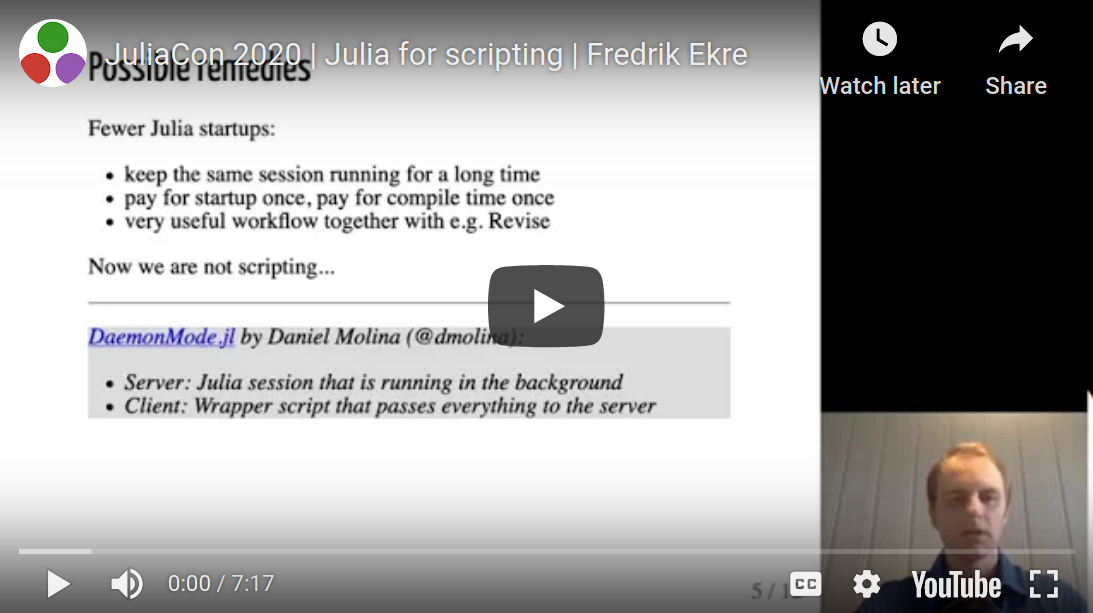 JuliaCon 2020 | Julia for scripting | Fredrik Ekre
Possible remedies
Watch later
Share
Fewer Julia startups:
• keep the same session running for a long time
• pay for startup once, pay for compile time once
• very useful workflow together with e.g. Revise
Now we are not scripting...
DaemonMode.jl by Daniel Molina (@dmolina):
• Server: Julia session that is running in the background
• Client: Wrapper script that passes everything to the server
0:00 / 7:17
5 /
CC
YouTube